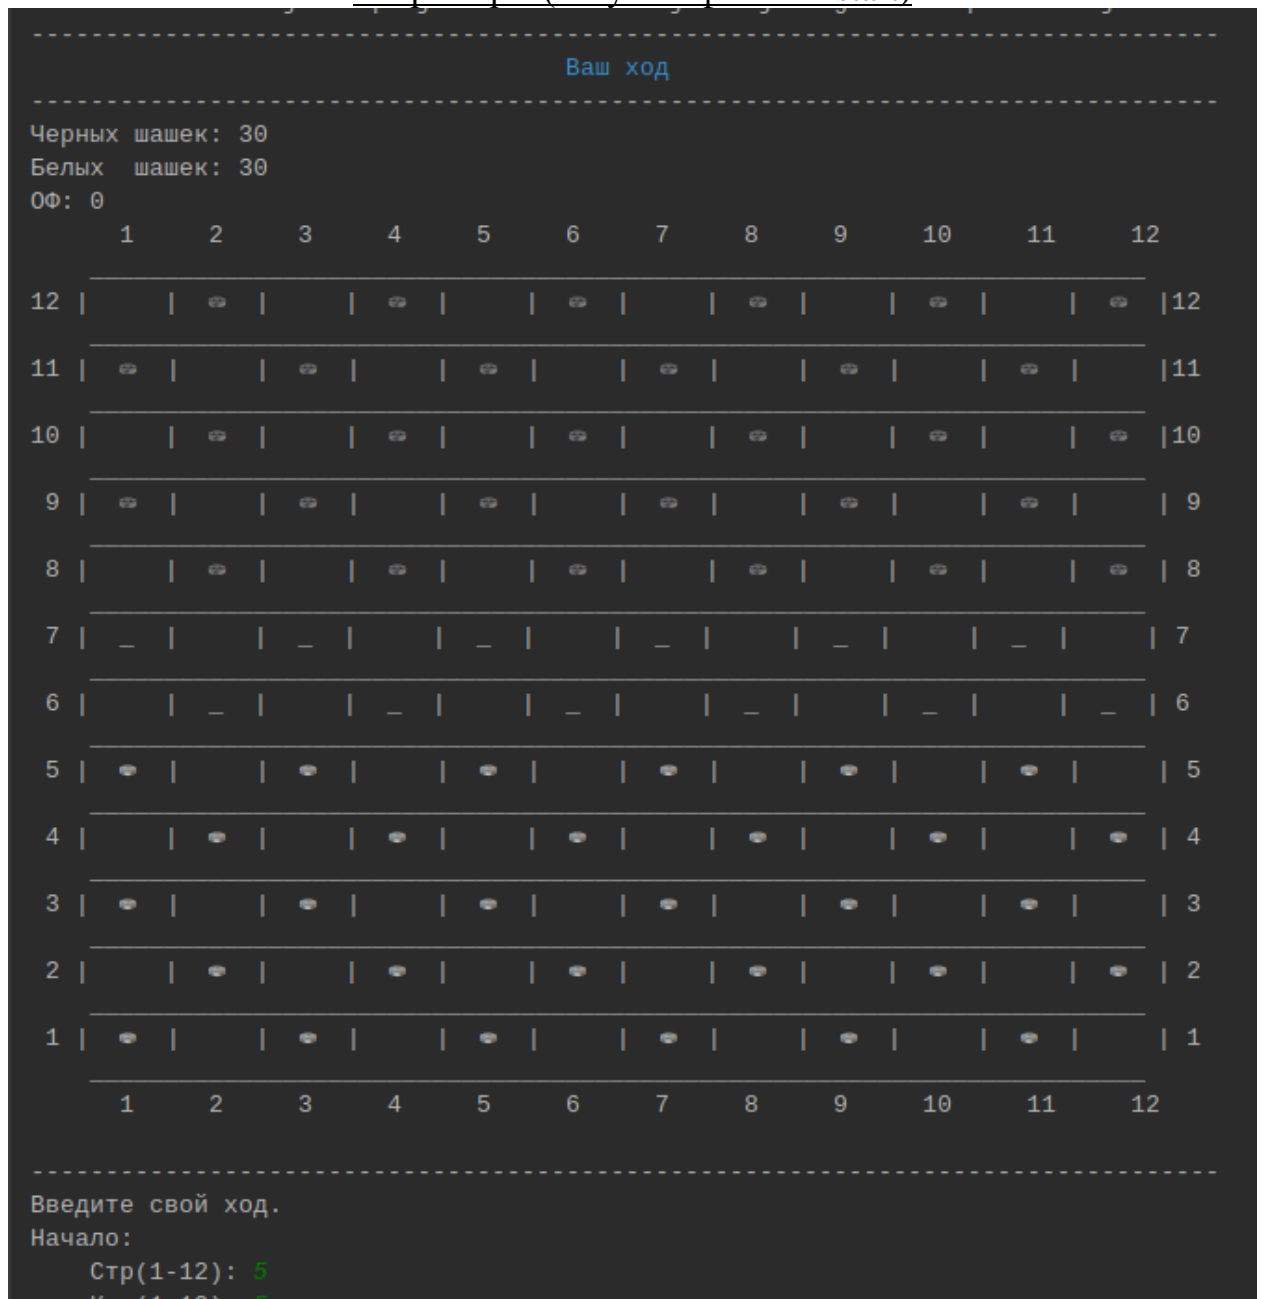 Ваш ход
Черных шашек: 30
Белых шашек: 30
ОФ: 0
1 2 3 4 5 6 7 8 9 10 11 12
12 | | ⛂ | | ⛂ | | ⛂ | | ⛂ | | ⛂ | | ⛂ |12
11 | ⛂ | | ⛂ | | ⛂ | | ⛂ | | ⛂ | | ⛂ | |11
10 | | ⛂ | | ⛂ | | ⛂ | | ⛂ | | ⛂ | | ⛂ |10
9 | ⛂ | | ⛂ | | ⛂ | | ⛂ | | ⛂ | | ⛂ | | 9
8 | | ⛂ | | ⛂ | | ⛂ | | ⛂ | | ⛂ | | ⛂ | 8
7 | _ | | _ | | _ | | _ | | _ | | _ | | 7
6 | | _ | | _ | | _ | | _ | | _ | | _ | 6
5 | ⛀ | | ⛀ | | ⛀ | | ⛀ | | ⛀ | | ⛀ | | 5
4 | | ⛀ | | ⛀ | | ⛀ | | ⛀ | | ⛀ | | ⛀ | 4
3 | ⛀ | | ⛀ | | ⛀ | | ⛀ | | ⛀ | | ⛀ | | 3
2 | | ⛀ | | ⛀ | | ⛀ | | ⛀ | | ⛀ | | ⛀ | 2
1 | ⛀ | | ⛀ | | ⛀ | | ⛀ | | ⛀ | | ⛀ | | 1
1 2 3 4 5 6 7 8 9 10 11 12
Введите свой ход.
Начало:
Стр(1-12): 5